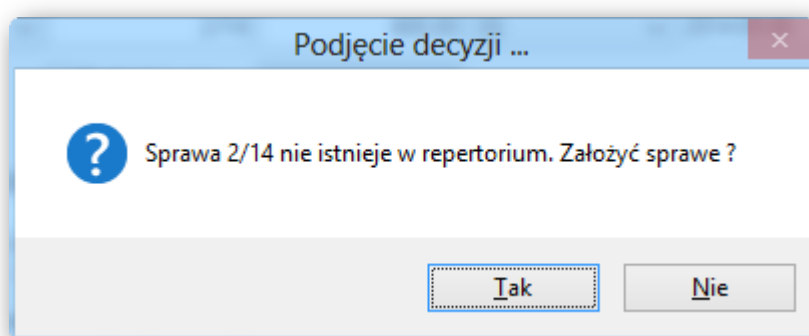 Podjęcie decyzji ...
Sprawa 2/14 nie istnieje w repertorium. Założyć sprawe ?
Tak
Nie